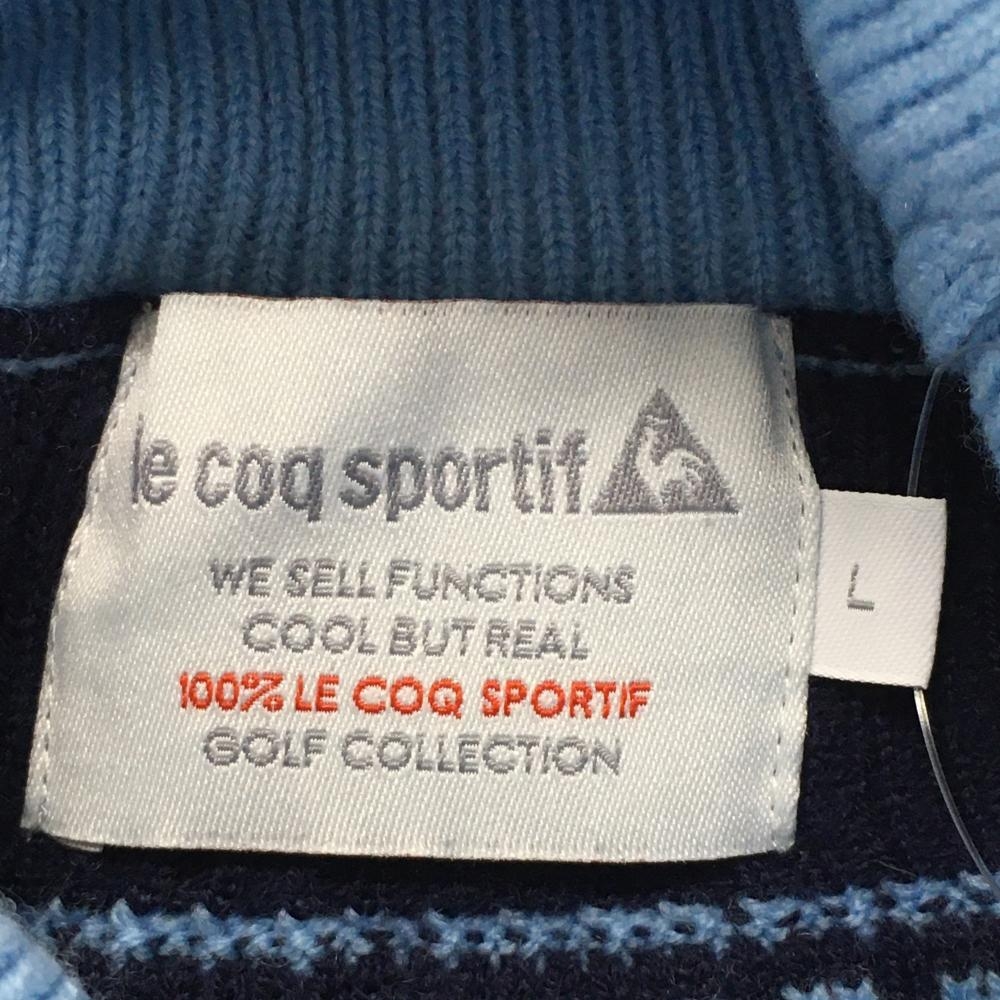 le coq sportif
WE SELL FUNCTIONS
COOL BUT REAL
100% LE COQ SPORTIF
GOLF COLLECTION
L